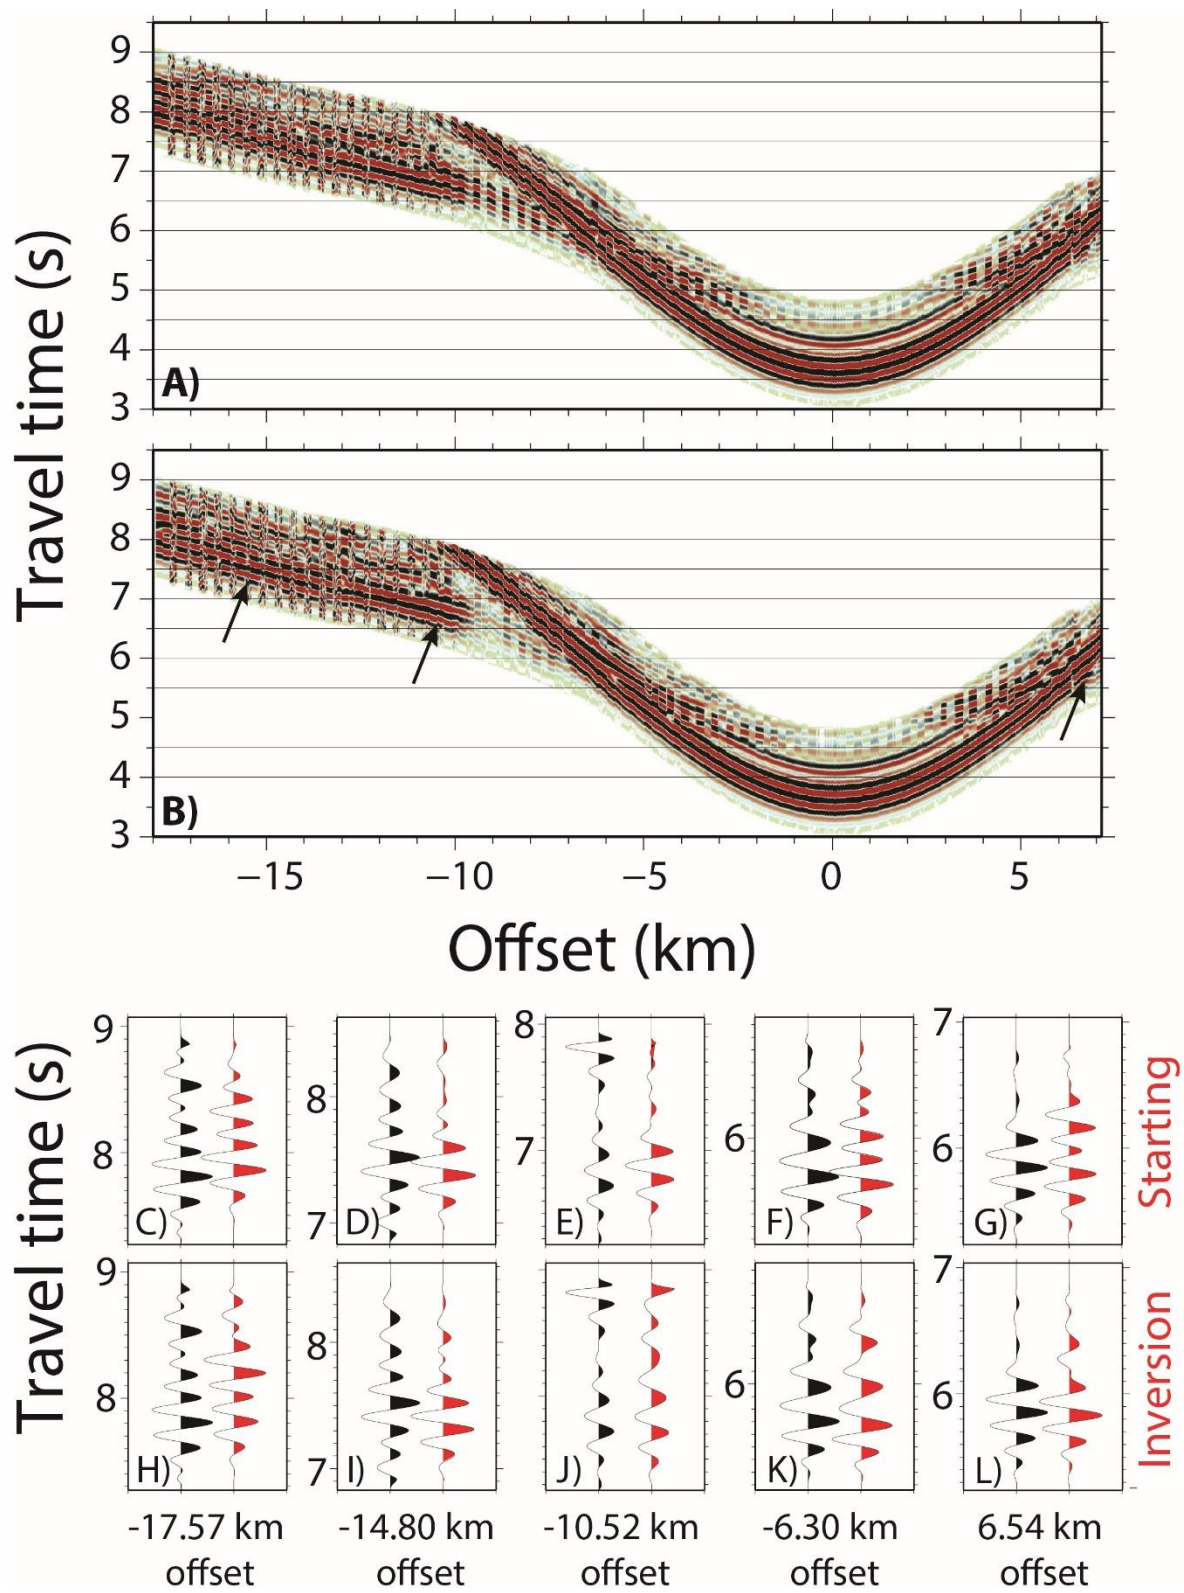 Travel time (s)
9
8
7
6
5
4
3
A)
9
8
7
6
5
4
3
B)
−15 −10 −5 0 5
Offset (km)
Travel time (s)
9
8
C)
8
7
D)
8
7
E)
6
F)
7
6
G)
Starting
Travel time (s)
9
8
H)
8
7
I)
J)
6
K)
7
6
L)
Inversion
-17.57 km -14.80 km -10.52 km -6.30 km 6.54 km
offset offset offset offset offset